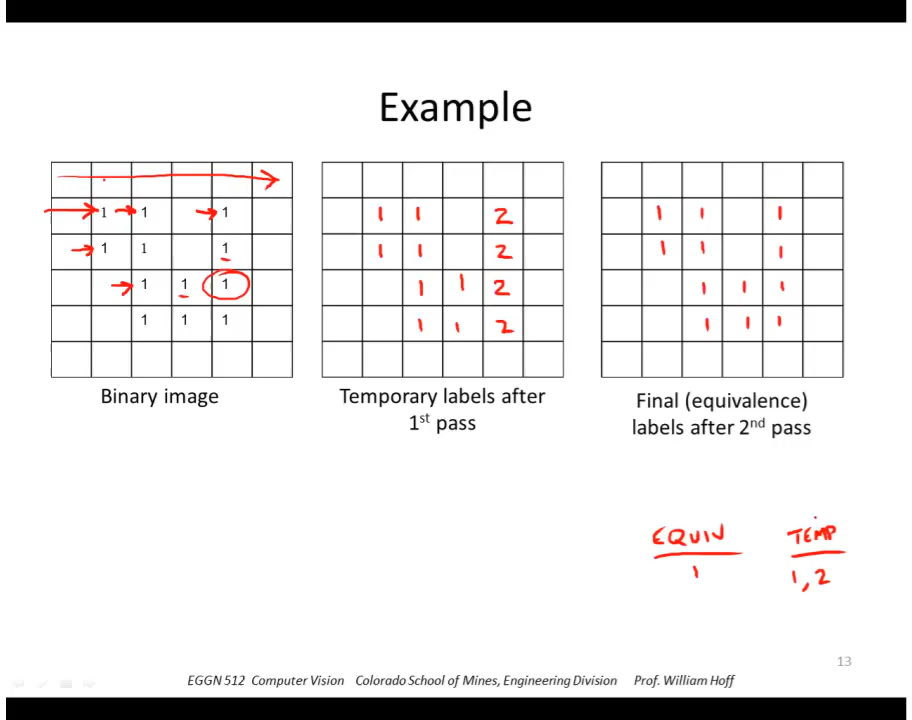 Example
1 1 1
1 1 1
1 1 1
1 1 1
Binary image
1 1 2
1 1 2
1 1 2
1 1 2
Temporary labels after
1st pass
1 1 1
1 1 1
1 1 1
1 1 1
Final (equivalence)
labels after 2nd pass
EQUIV TEMP
1 1, 2
13
EGGN 512 Computer Vision Colorado School of Mines, Engineering Division Prof. William Hoff